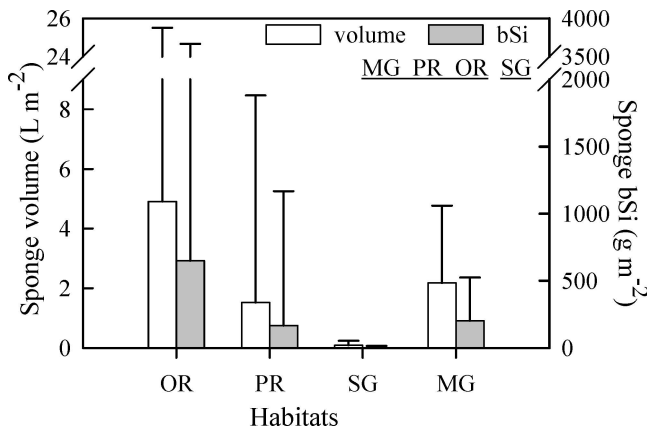 26
24
8
6
4
2
0
Sponge volume (L m-2)
volume bSi
MG PR OR SG
4000
3500
2000
1500
1000
500
0
Sponge bSi (g m-2)
OR PR SG MG
Habitats